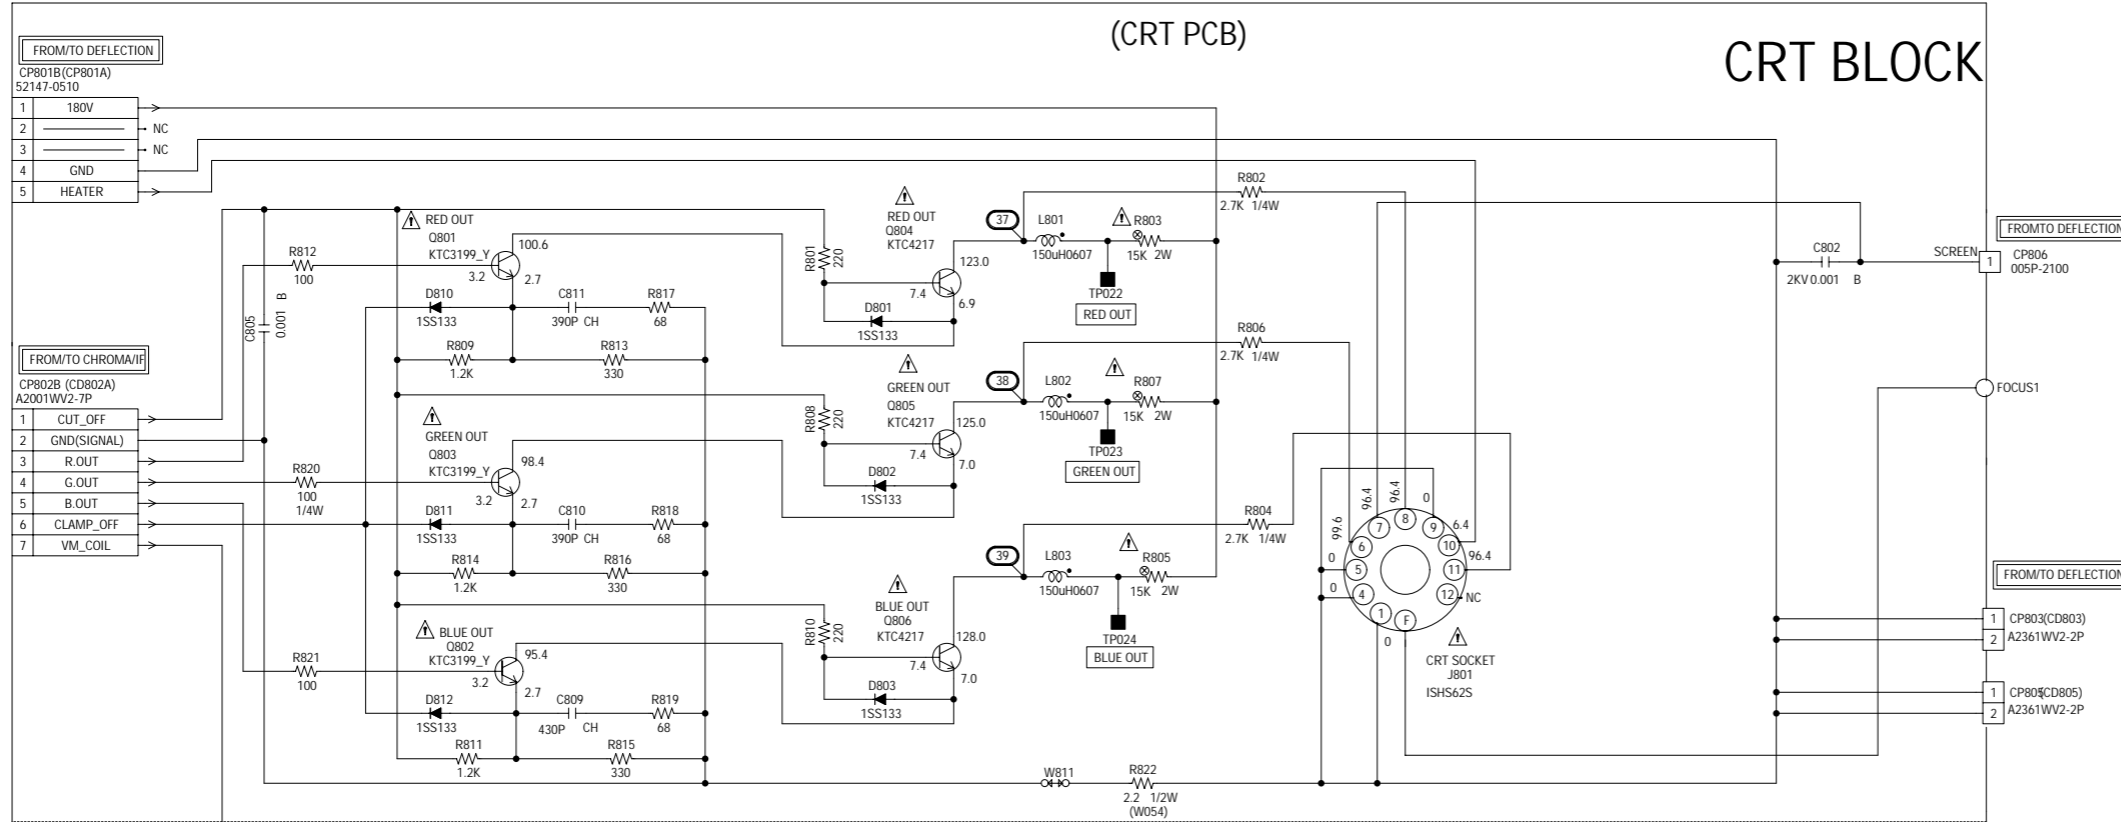 (CRT PCB)
CRT BLOCK
FROM/TO DEFLECTION
CP801B(CP801A)
52147-0510
1 180V
2 NC
3 NC
4 GND
5 HEATER
FROM/TO CHROMA/IF
CP802B (CD802A)
A2001WV2-7P
1 CUT_OFF
2 GND(SIGNAL)
3 R.OUT
4 G.OUT
5 B.OUT
6 CLAMP_OFF
7 VM_COIL
R812
100
C805
0.001 B
R820
100
1/4W
R821
100
RED OUT
Q801
KTC3199_Y
100.6
3.2
2.7
D810
1SS133
C811
390P CH
R817
68
R809
1.2K
R813
330
GREEN OUT
Q803
KTC3199_Y
98.4
3.2
2.7
D811
1SS133
C810
390P CH
R818
68
R814
1.2K
R816
330
BLUE OUT
Q802
KTC3199_Y
95.4
3.2
2.7
D812
1SS133
C809
430P CH
R819
68
R811
1.2K
R815
330
R801
220
RED OUT
Q804
KTC4217
123.0
7.4
6.9
D801
1SS133
R808
220
GREEN OUT
Q805
KTC4217
125.0
7.4
7.0
D802
1SS133
R810
220
BLUE OUT
Q806
KTC4217
128.0
7.4
7.0
D803
1SS133
37
L801
150uH0607
R803
15K 2W
TP022
RED OUT
R802
2.7K 1/4W
38
L802
150uH0607
R807
15K 2W
TP023
GREEN OUT
R806
2.7K 1/4W
39
L803
150uH0607
R805
15K 2W
TP024
BLUE OUT
R804
2.7K 1/4W
W811
R822
2.2 1/2W
(W054)
99.6
96.4
96.4
0
6.4
96.4
0
0
0
7
8
9
6
10
5
11
4
12
NC
1
F
CRT SOCKET
J801
ISHS62S
C802
2KV 0.001 B
SCREEN
FROMTO DEFLECTION
1 CP806
005P-2100
FOCUS1
FROM/TO DEFLECTION
1 CP803(CD803)
2 A2361WV2-2P
1 CP805(CD805)
2 A2361WV2-2P